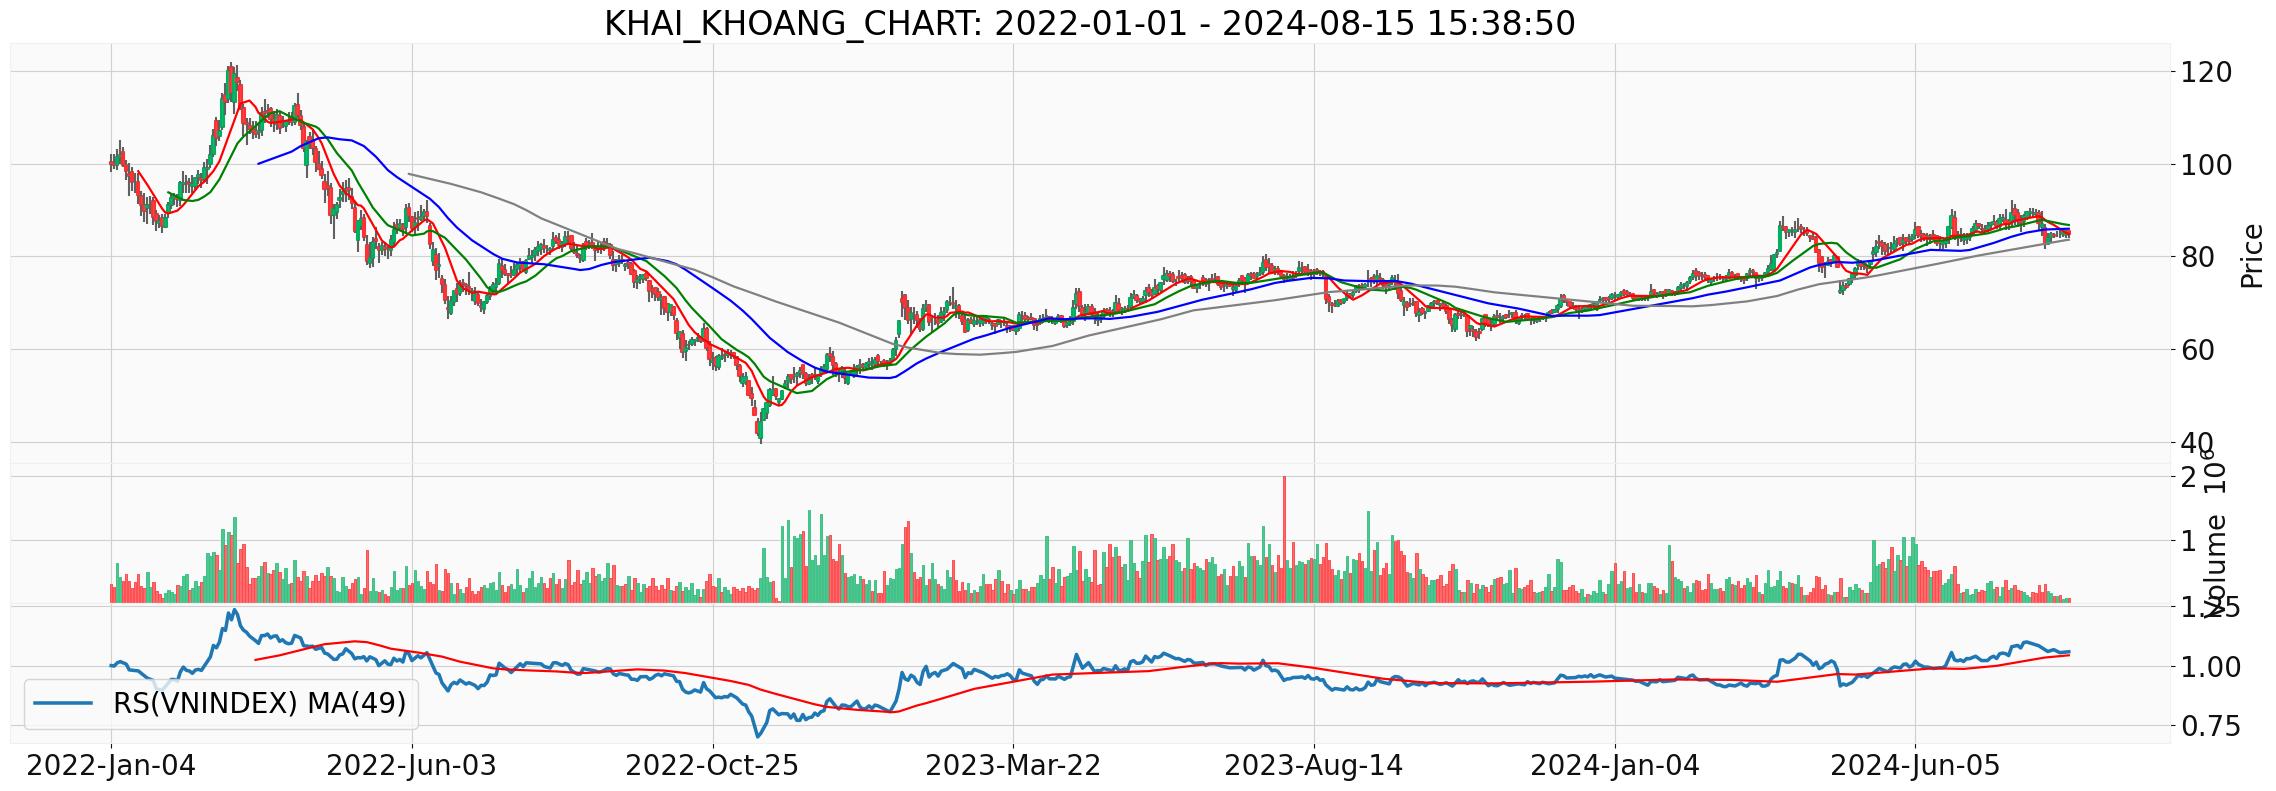 KHAI_KHOANG_CHART: 2022-01-01 - 2024-08-15 15:38:50
120
100
80
60
40
Price
2
1
Volume 10⁶
1.25
1.00
0.75
RS(VNINDEX) MA(49)
2022-Jan-04
2022-Jun-03
2022-Oct-25
2023-Mar-22
2023-Aug-14
2024-Jan-04
2024-Jun-05